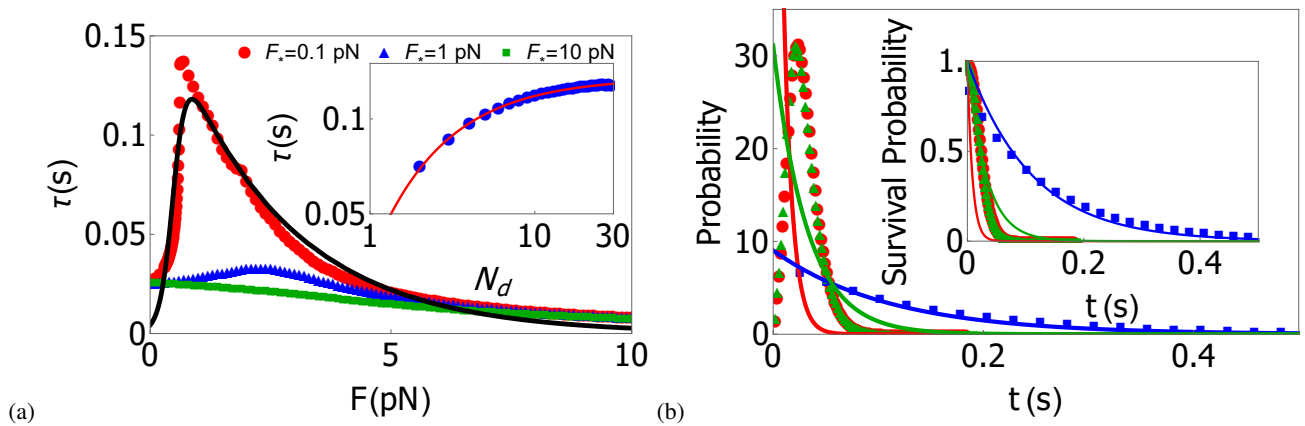 0.15
0.1
0.05
0
τ(s)
F*=0.1 pN F*=1 pN F*=10 pN
τ(s)
0.1
0.05
1 10 30
N_d
0 5 10
F(pN)
(a)
Probability
30
20
10
0
0 0.2 0.4
t(s)
Survival Probability
1.
0.5
0
0 0.2 0.4
t(s)
(b)